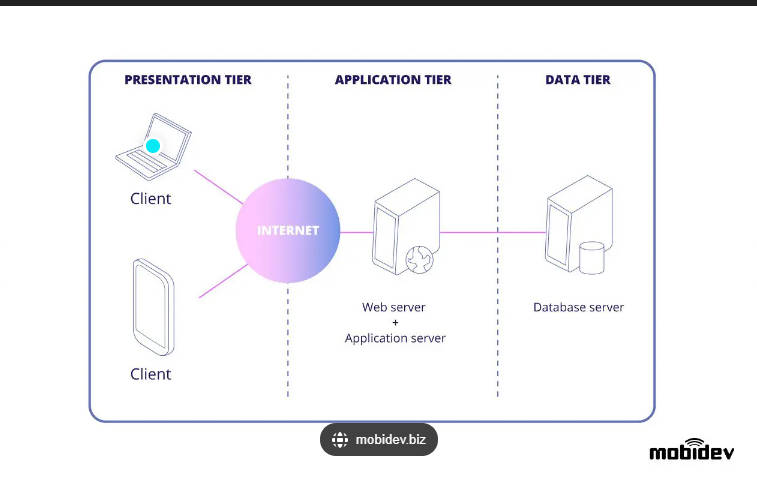 PRESENTATION TIER
APPLICATION TIER
DATA TIER
Client
INTERNET
Web server
+
Application server
Database server
Client
mobidev.biz
mobidev